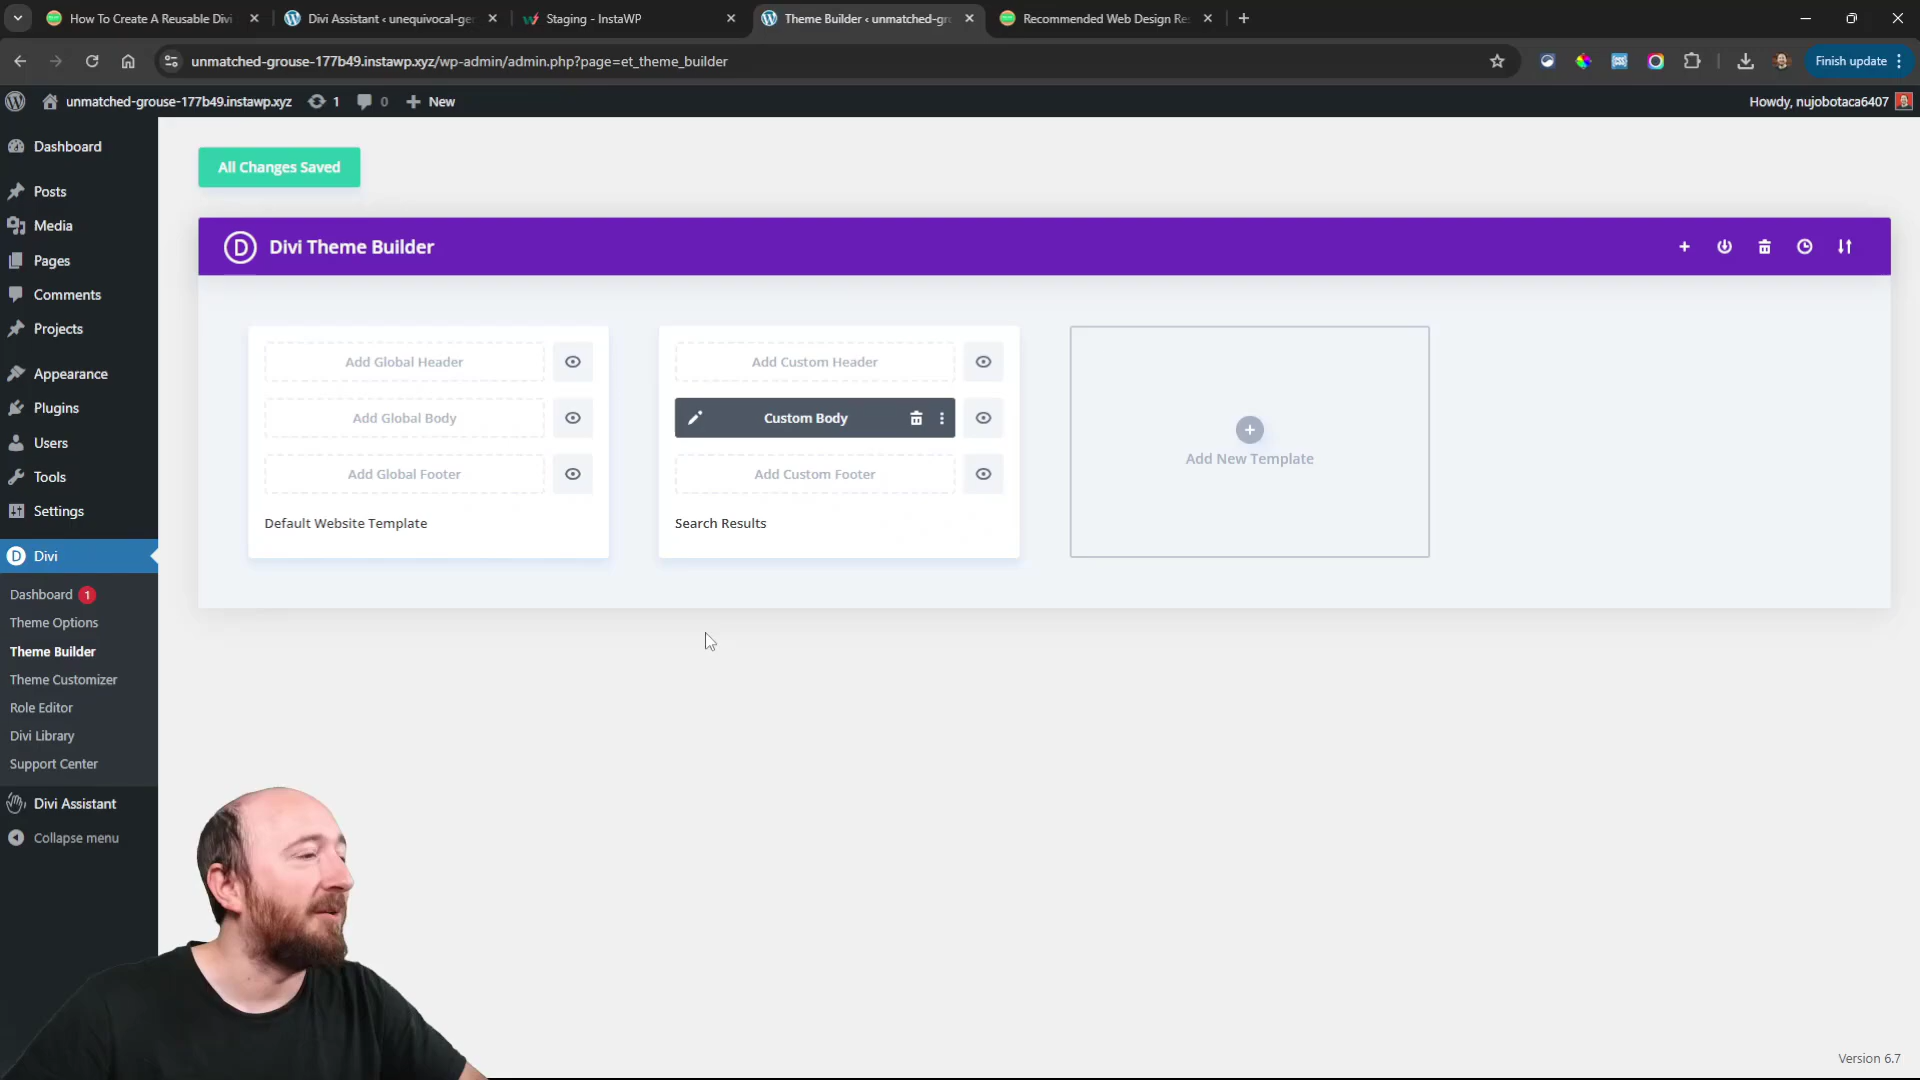 How To Create A Reusable Divi
Divi Assistant ‹ unequivocal-ger
Staging - InstaWP
Theme Builder ‹ unmatched-gro
Recommended Web Design Re
unmatched-grouse-177b49.instawp.xyz/wp-admin/admin.php?page=et_theme_builder
Finish update
unmatched-grouse-177b49.instawp.xyz
1
0
New
Howdy, nujobotaca6407
Dashboard
Posts
Media
Pages
Comments
Projects
Appearance
Plugins
Users
Tools
Settings
Divi
Dashboard 1
Theme Options
Theme Builder
Theme Customizer
Role Editor
Divi Library
Support Center
Divi Assistant
Collapse menu
All Changes Saved
D Divi Theme Builder
Add Global Header
Add Global Body
Add Global Footer
Default Website Template
Add Custom Header
Custom Body
Add Custom Footer
Search Results
Add New Template
Version 6.7